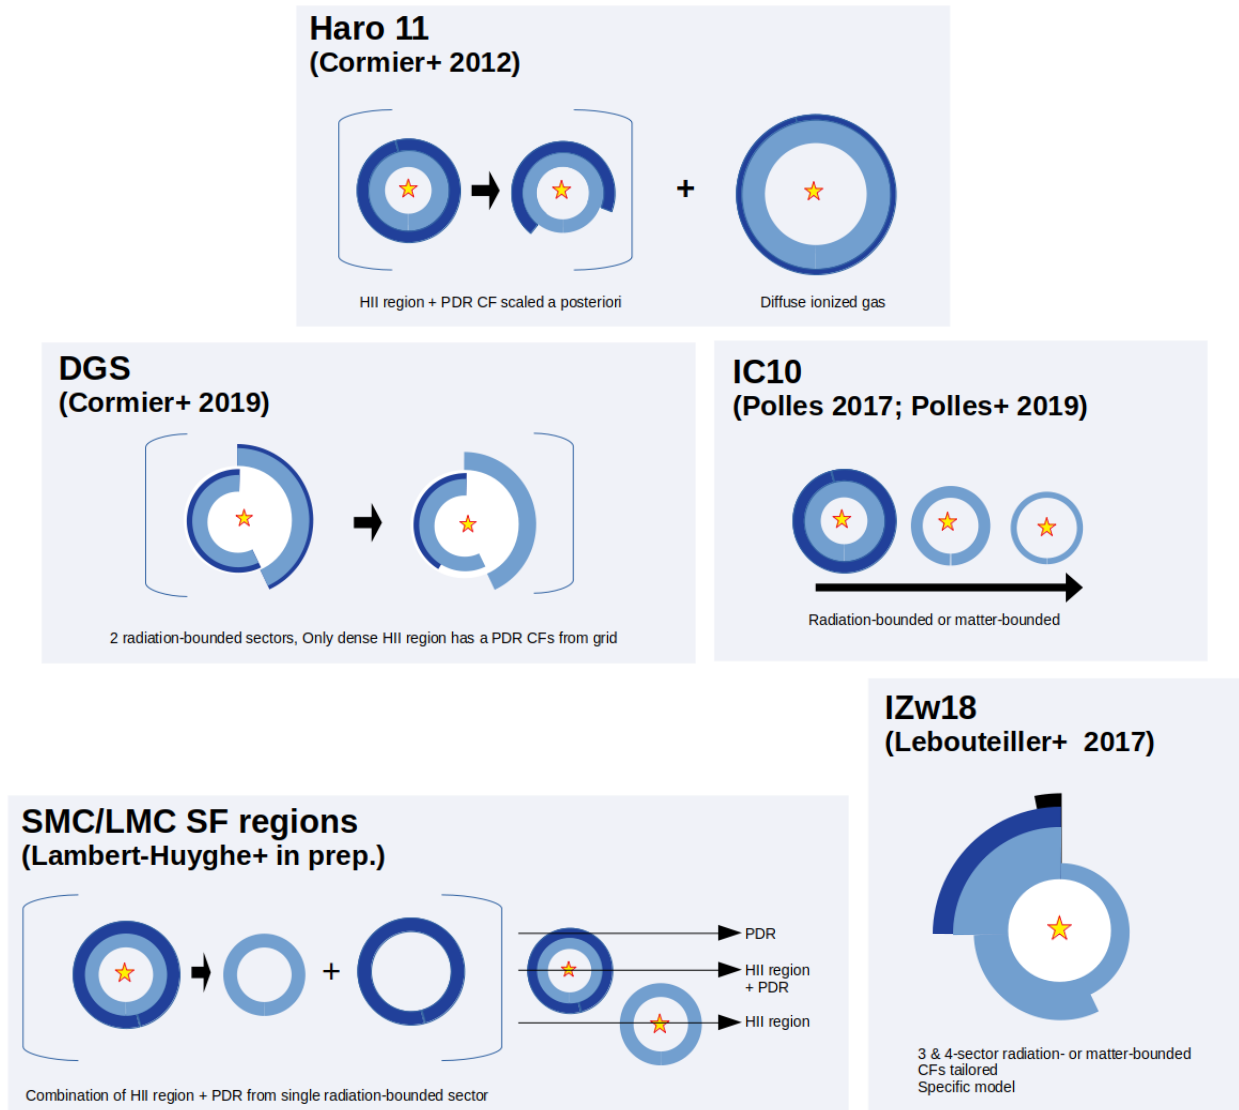 Haro 11
(Cormier+ 2012)
+
HII region + PDR CF scaled a posteriori
Diffuse ionized gas
DGS
(Cormier+ 2019)
2 radiation-bounded sectors, Only dense HII region has a PDR CFs from grid
IC10
(Polles 2017; Polles+ 2019)
Radiation-bounded or matter-bounded
IZw18
(Lebouteiller+ 2017)
3 & 4-sector radiation- or matter-bounded
CFs tailored
Specific model
SMC/LMC SF regions
(Lambert-Huyghe+ in prep.)
+
PDR
HII region
+ PDR
HII region
Combination of HII region + PDR from single radiation-bounded sector